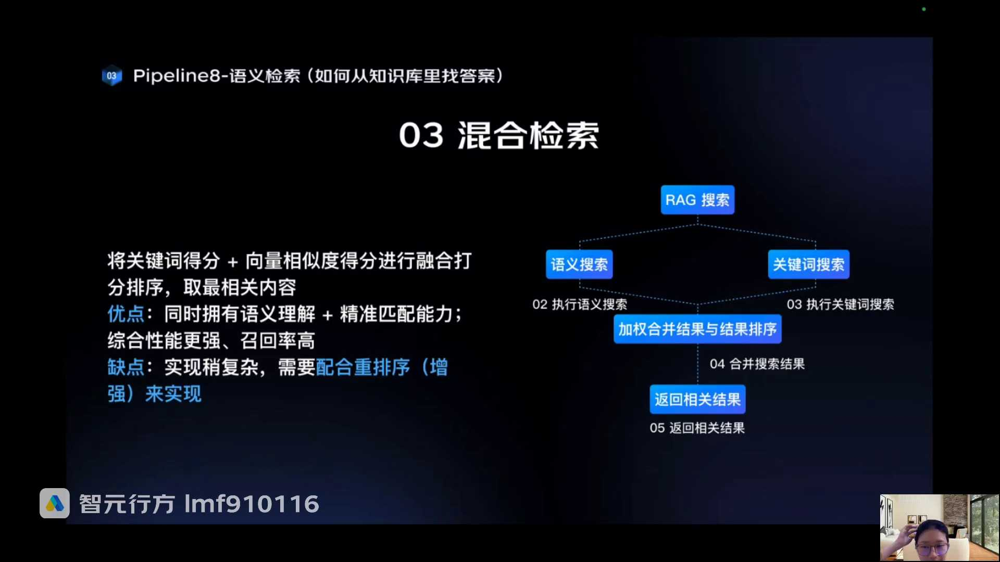 03 Pipeline8-语义检索（如何从知识库里找答案）
03 混合检索
将关键词得分 + 向量相似度得分进行融合打
分排序，取最相关内容
优点：同时拥有语义理解 + 精准匹配能力；
综合性能更强、召回率高
缺点：实现稍复杂，需要配合重排序（增
强）来实现
RAG 搜索
语义搜索
关键词搜索
02 执行语义搜索
03 执行关键词搜索
加权合并结果与结果排序
04 合并搜索结果
返回相关结果
05 返回相关结果
智元行方 lmf910116